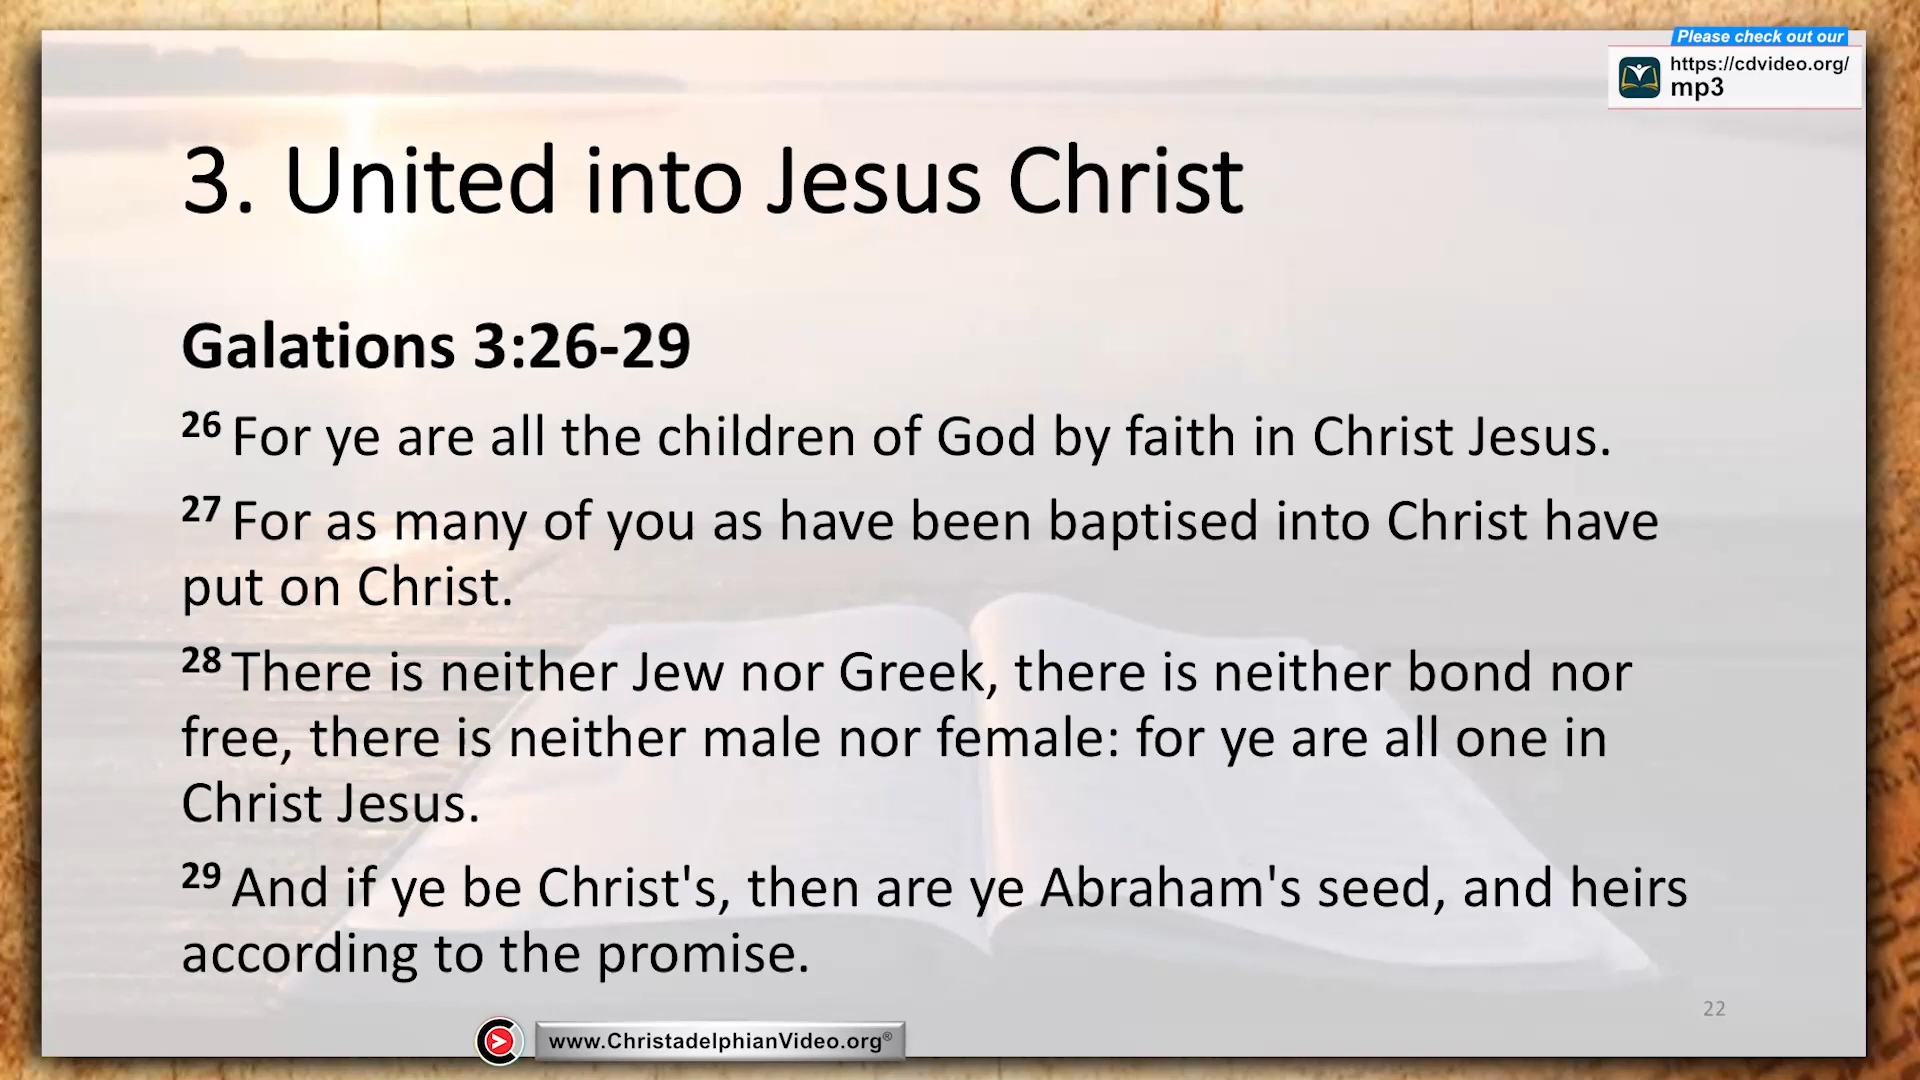 Please check out our
https://cdvideo.org/
mp3
3. United into Jesus Christ
Galations 3:26-29
26 For ye are all the children of God by faith in Christ Jesus.
27 For as many of you as have been baptised into Christ have
put on Christ.
28 There is neither Jew nor Greek, there is neither bond nor
free, there is neither male nor female: for ye are all one in
Christ Jesus.
29 And if ye be Christ's, then are ye Abraham's seed, and heirs
according to the promise.
22
www.ChristadelphianVideo.org®